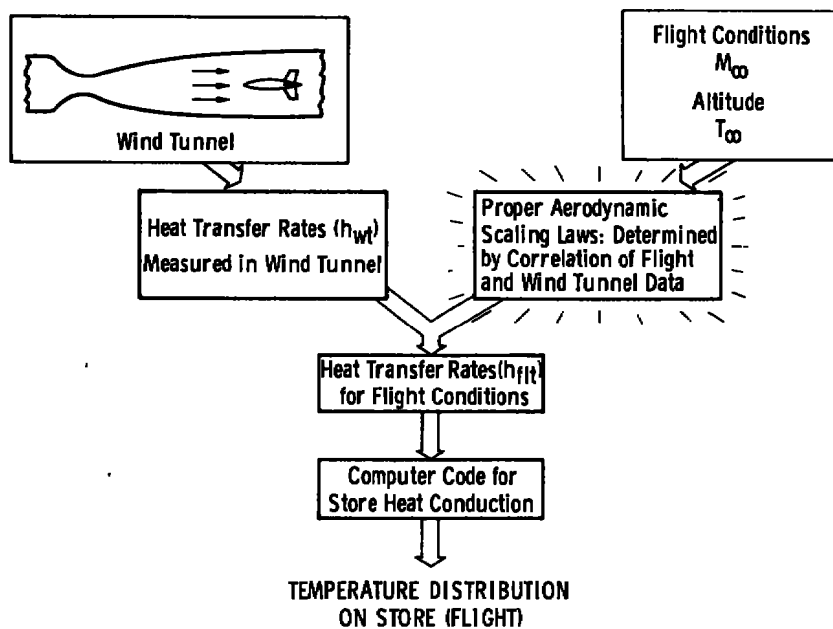 Wind Tunnel
Flight Conditions
M∞
Altitude
T∞
Heat Transfer Rates (hwt)
Measured in Wind Tunnel
Proper Aerodynamic
Scaling Laws: Determined
by Correlation of Flight
and Wind Tunnel Data
Heat Transfer Rates(hflt)
for Flight Conditions
Computer Code for
Store Heat Conduction
TEMPERATURE DISTRIBUTION
ON STORE (FLIGHT)